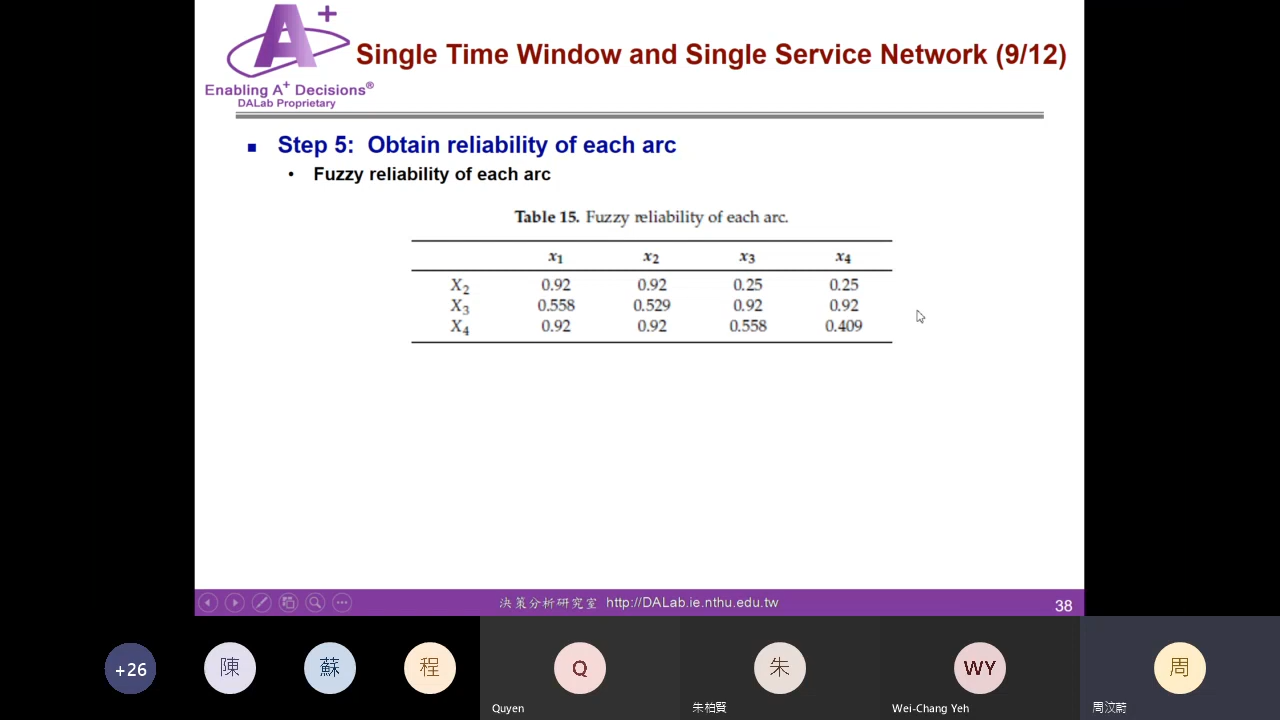 A+
Enabling A+ Decisions®
DALab Proprietary
Single Time Window and Single Service Network (9/12)
Step 5: Obtain reliability of each arc
• Fuzzy reliability of each arc
Table 15. Fuzzy reliability of each arc.
x1 x2 x3 x4
X2 0.92 0.92 0.25 0.25
X3 0.558 0.529 0.92 0.92
X4 0.92 0.92 0.558 0.409
決策分析研究室 http://DALab.ie.nthu.edu.tw
38
+26
陳
蘇
程
Q
朱
WY
周
Quyen
朱柏賢
Wei-Chang Yeh
周汶蔚